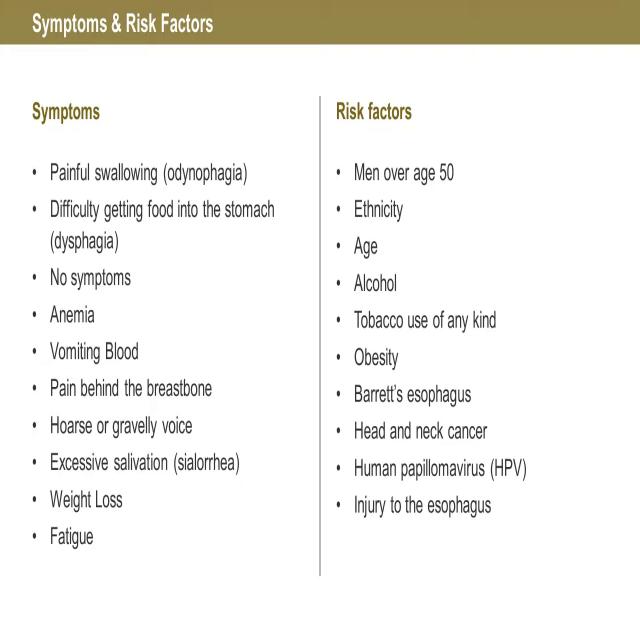 Symptoms & Risk Factors
Symptoms
• Painful swallowing (odynophagia)
• Difficulty getting food into the stomach
(dysphagia)
• No symptoms
• Anemia
• Vomiting Blood
• Pain behind the breastbone
• Hoarse or gravelly voice
• Excessive salivation (sialorrhea)
• Weight Loss
• Fatigue
Risk factors
• Men over age 50
• Ethnicity
• Age
• Alcohol
• Tobacco use of any kind
• Obesity
• Barrett’s esophagus
• Head and neck cancer
• Human papillomavirus (HPV)
• Injury to the esophagus